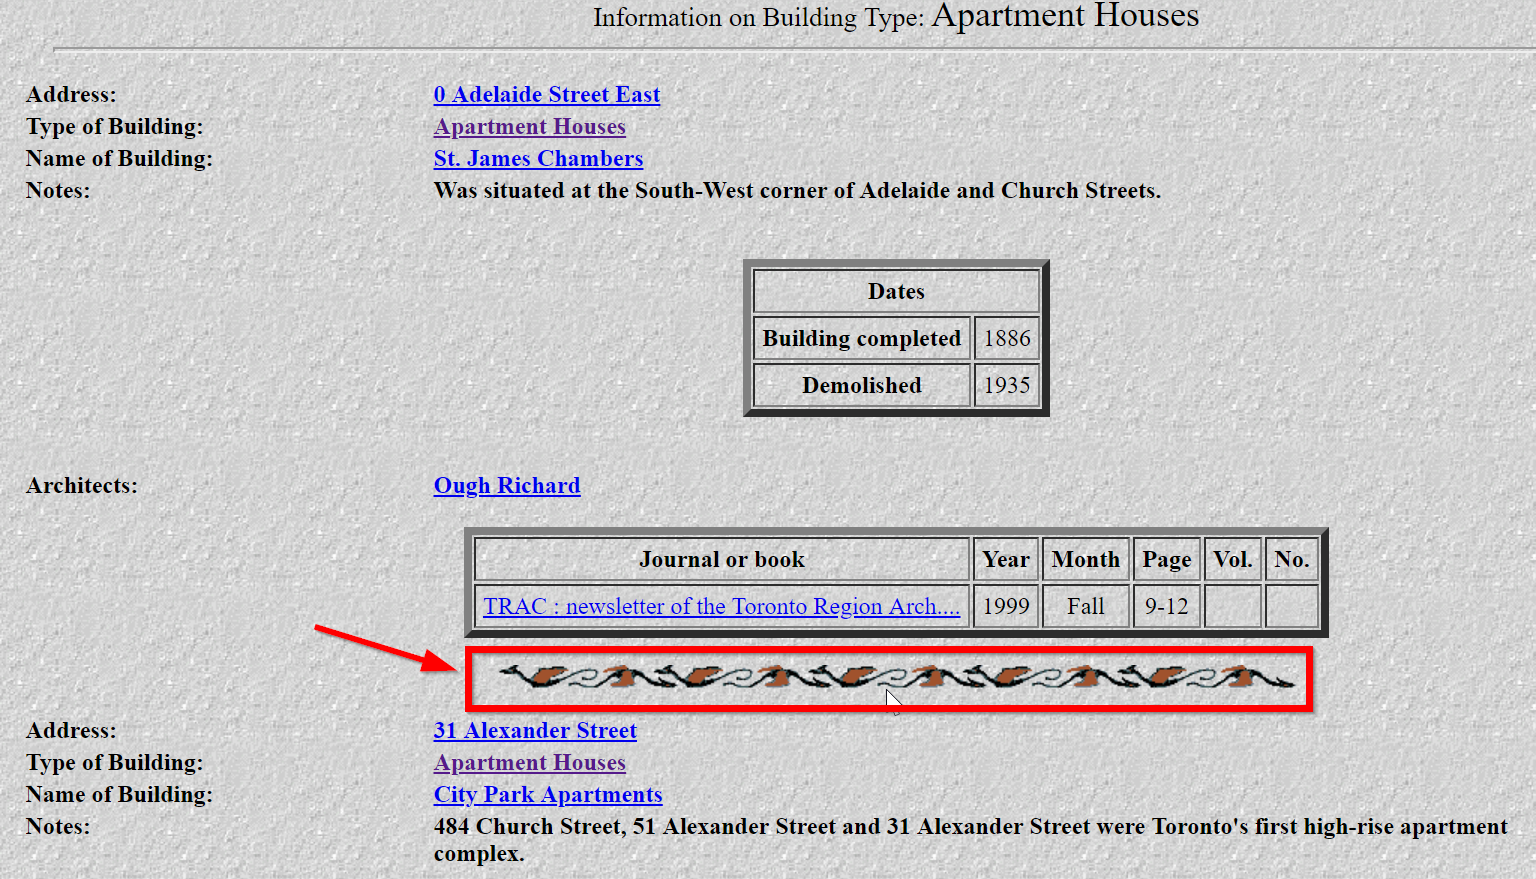 Information on Building Type: Apartment Houses
Address: 0 Adelaide Street East
Type of Building: Apartment Houses
Name of Building: St. James Chambers
Notes: Was situated at the South-West corner of Adelaide and Church Streets.
Dates
Building completed 1886
Demolished 1935
Architects: Ough Richard
Journal or book Year Month Page Vol. No.
TRAC : newsletter of the Toronto Region Arch.... 1999 Fall 9-12
Address: 31 Alexander Street
Type of Building: Apartment Houses
Name of Building: City Park Apartments
Notes: 484 Church Street, 51 Alexander Street and 31 Alexander Street were Toronto's first high-rise apartment
complex.